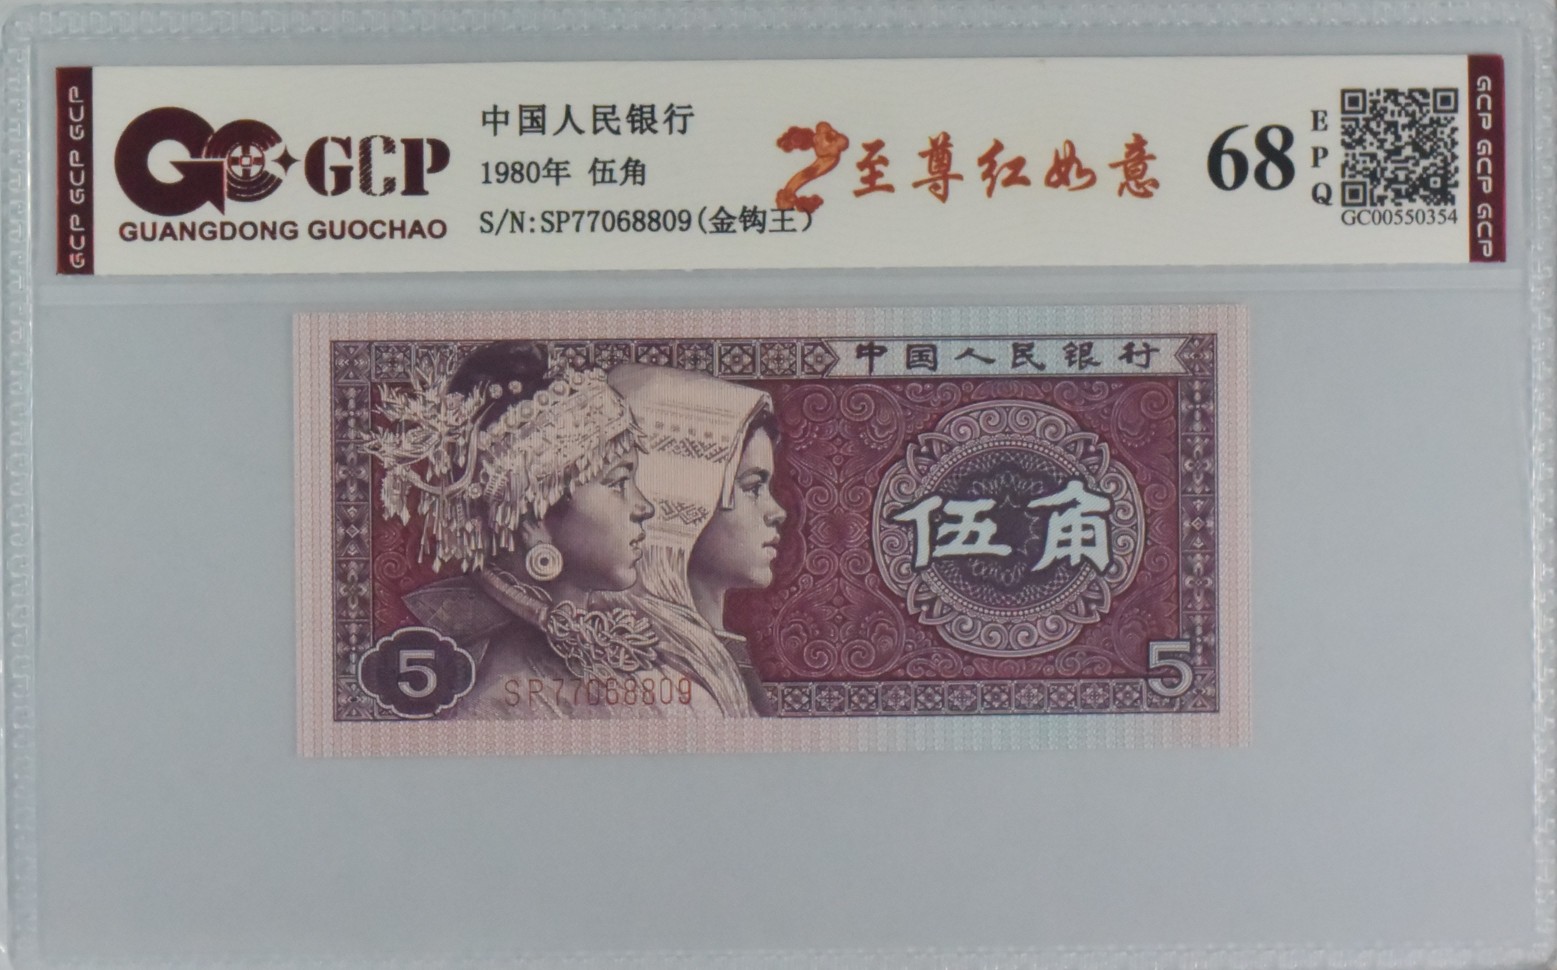 GCP GCP GCP
GCP
GUANGDONG GUOCHAO
中国人民银行
1980年 伍角
S/N:SP77068809(金钩王)
至尊红如意
68
EPQ
GC00550354
GCP GCP GCP
中国人民银行
伍角
5
5
SP77068809